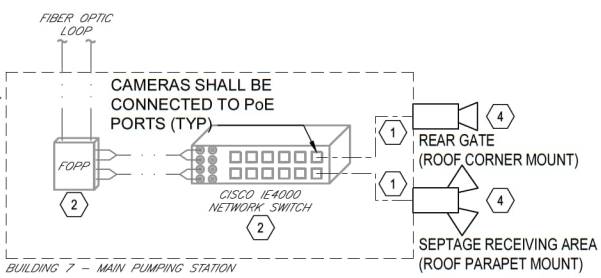 FIBER OPTIC
LOOP
CAMERAS SHALL BE
CONNECTED TO PoE
PORTS (TYP)
FOPP
2
CISCO IE4000
NETWORK SWITCH
2
1
4
REAR GATE
(ROOF CORNER MOUNT)
1
4
SEPTAGE RECEIVING AREA
(ROOF PARAPET MOUNT)
BUILDING 7 - MAIN PUMPING STATION